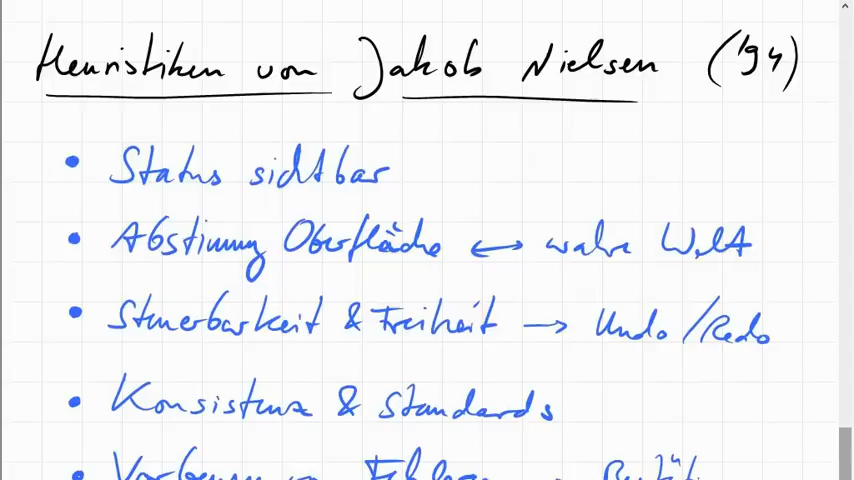 Heuristiken von Jakob Nielsen ('94)
• Status sichtbar
• Abstimmung Oberfläche ↔ wahre Welt
• Steuerbarkeit & Freiheit → Undo/Redo
• Konsistenz & Standards